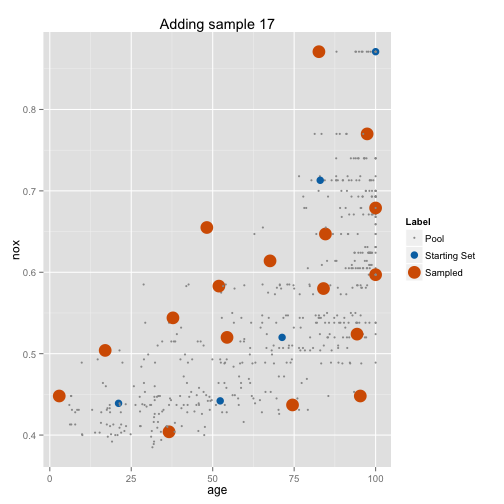 Adding sample 17
nox
0.8
0.7
0.6
0.5
0.4
0
25
50
75
100
age
Label
Pool
Starting Set
Sampled